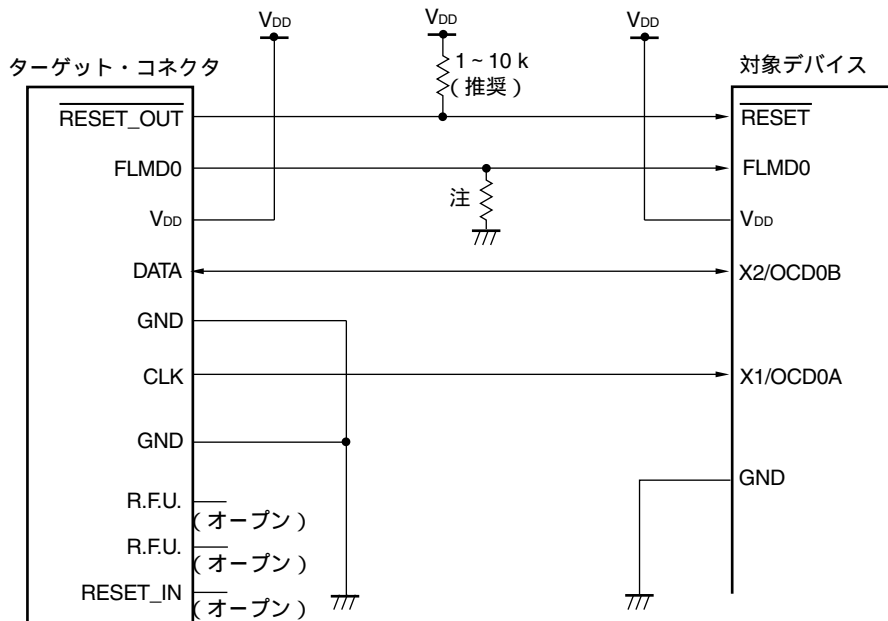 VDD
VDD
VDD
ターゲット・コネクタ
1 ~ 10 k
(推奨)
対象デバイス
RESET_OUT
RESET
FLMD0
FLMD0
注
VDD
VDD
DATA
X2/OCD0B
GND
CLK
X1/OCD0A
GND
GND
R.F.U.
(オープン)
R.F.U.
(オープン)
RESET_IN
(オープン)